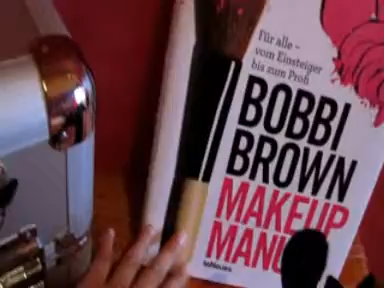 Für alle –
vom Einsteiger
bis zum Profi
BOBBI
BROWN
MAKEUP